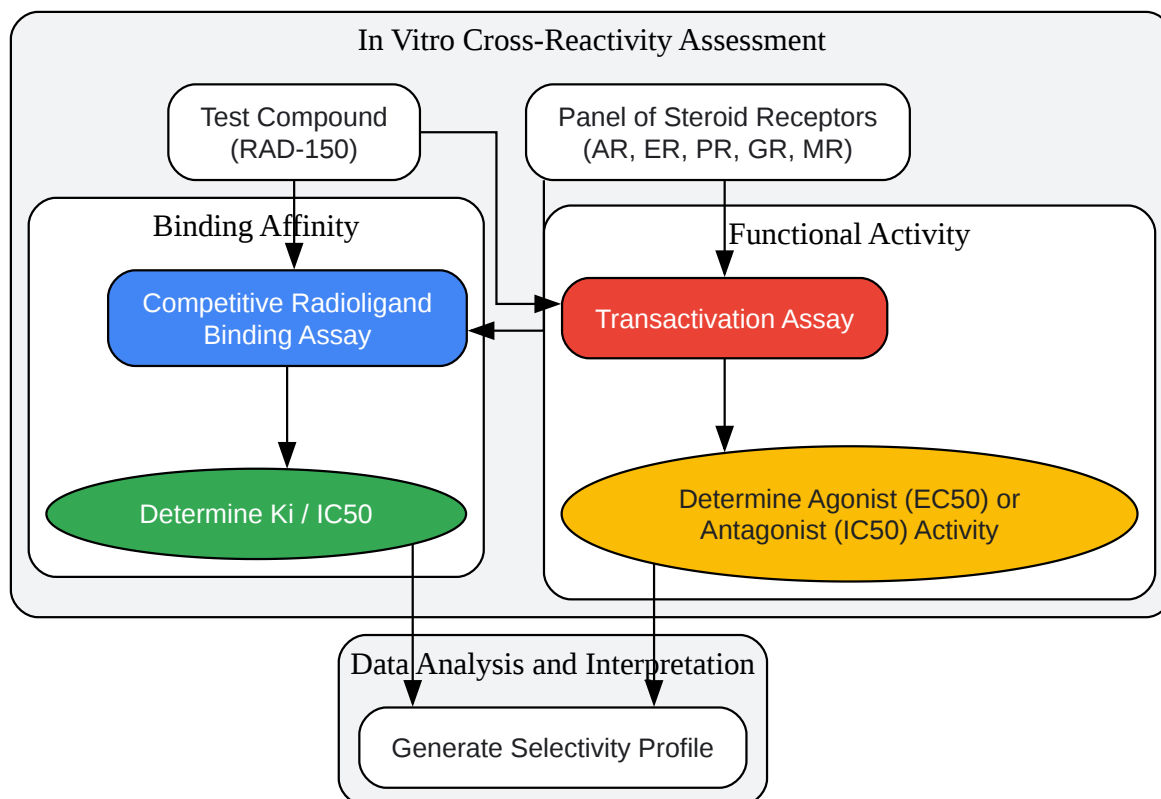 In Vitro Cross-Reactivity Assessment
Test Compound
(RAD-150)
Panel of Steroid Receptors
(AR, ER, PR, GR, MR)
Binding Affinity
Functional Activity
Competitive Radioligand
Binding Assay
Transactivation Assay
Determine Ki / IC50
Determine Agonist (EC50) or
Antagonist (IC50) Activity
Data Analysis and Interpretation
Generate Selectivity Profile